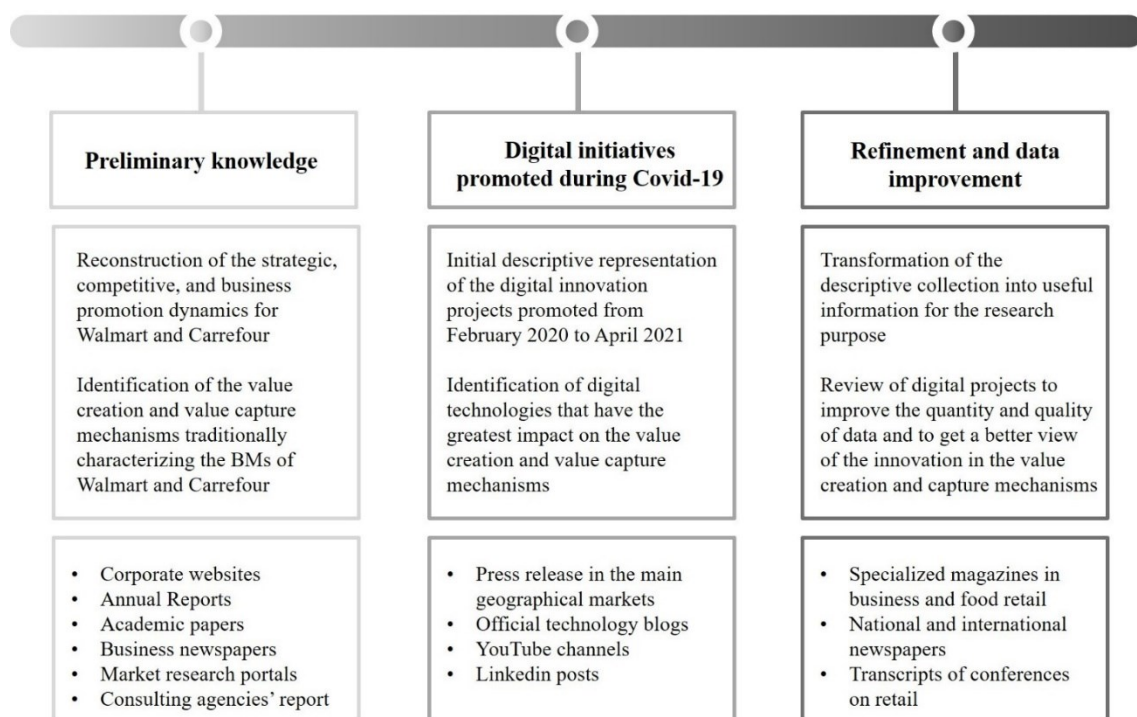 Preliminary knowledge
Reconstruction of the strategic,
competitive, and business
promotion dynamics for
Walmart and Carrefour
Identification of the value
creation and value capture
mechanisms traditionally
characterizing the BMs of
Walmart and Carrefour
• Corporate websites
• Annual Reports
• Academic papers
• Business newspapers
• Market research portals
• Consulting agencies’ report
Digital initiatives
promoted during Covid-19
Initial descriptive representation
of the digital innovation
projects promoted from
February 2020 to April 2021
Identification of digital
technologies that have the
greatest impact on the value
creation and value capture
mechanisms
• Press release in the main
geographical markets
• Official technology blogs
• YouTube channels
• Linkedin posts
Refinement and data
improvement
Transformation of the
descriptive collection into useful
information for the research
purpose
Review of digital projects to
improve the quantity and quality
of data and to get a better view
of the innovation in the value
creation and capture mechanisms
• Specialized magazines in
business and food retail
• National and international
newspapers
• Transcripts of conferences
on retail